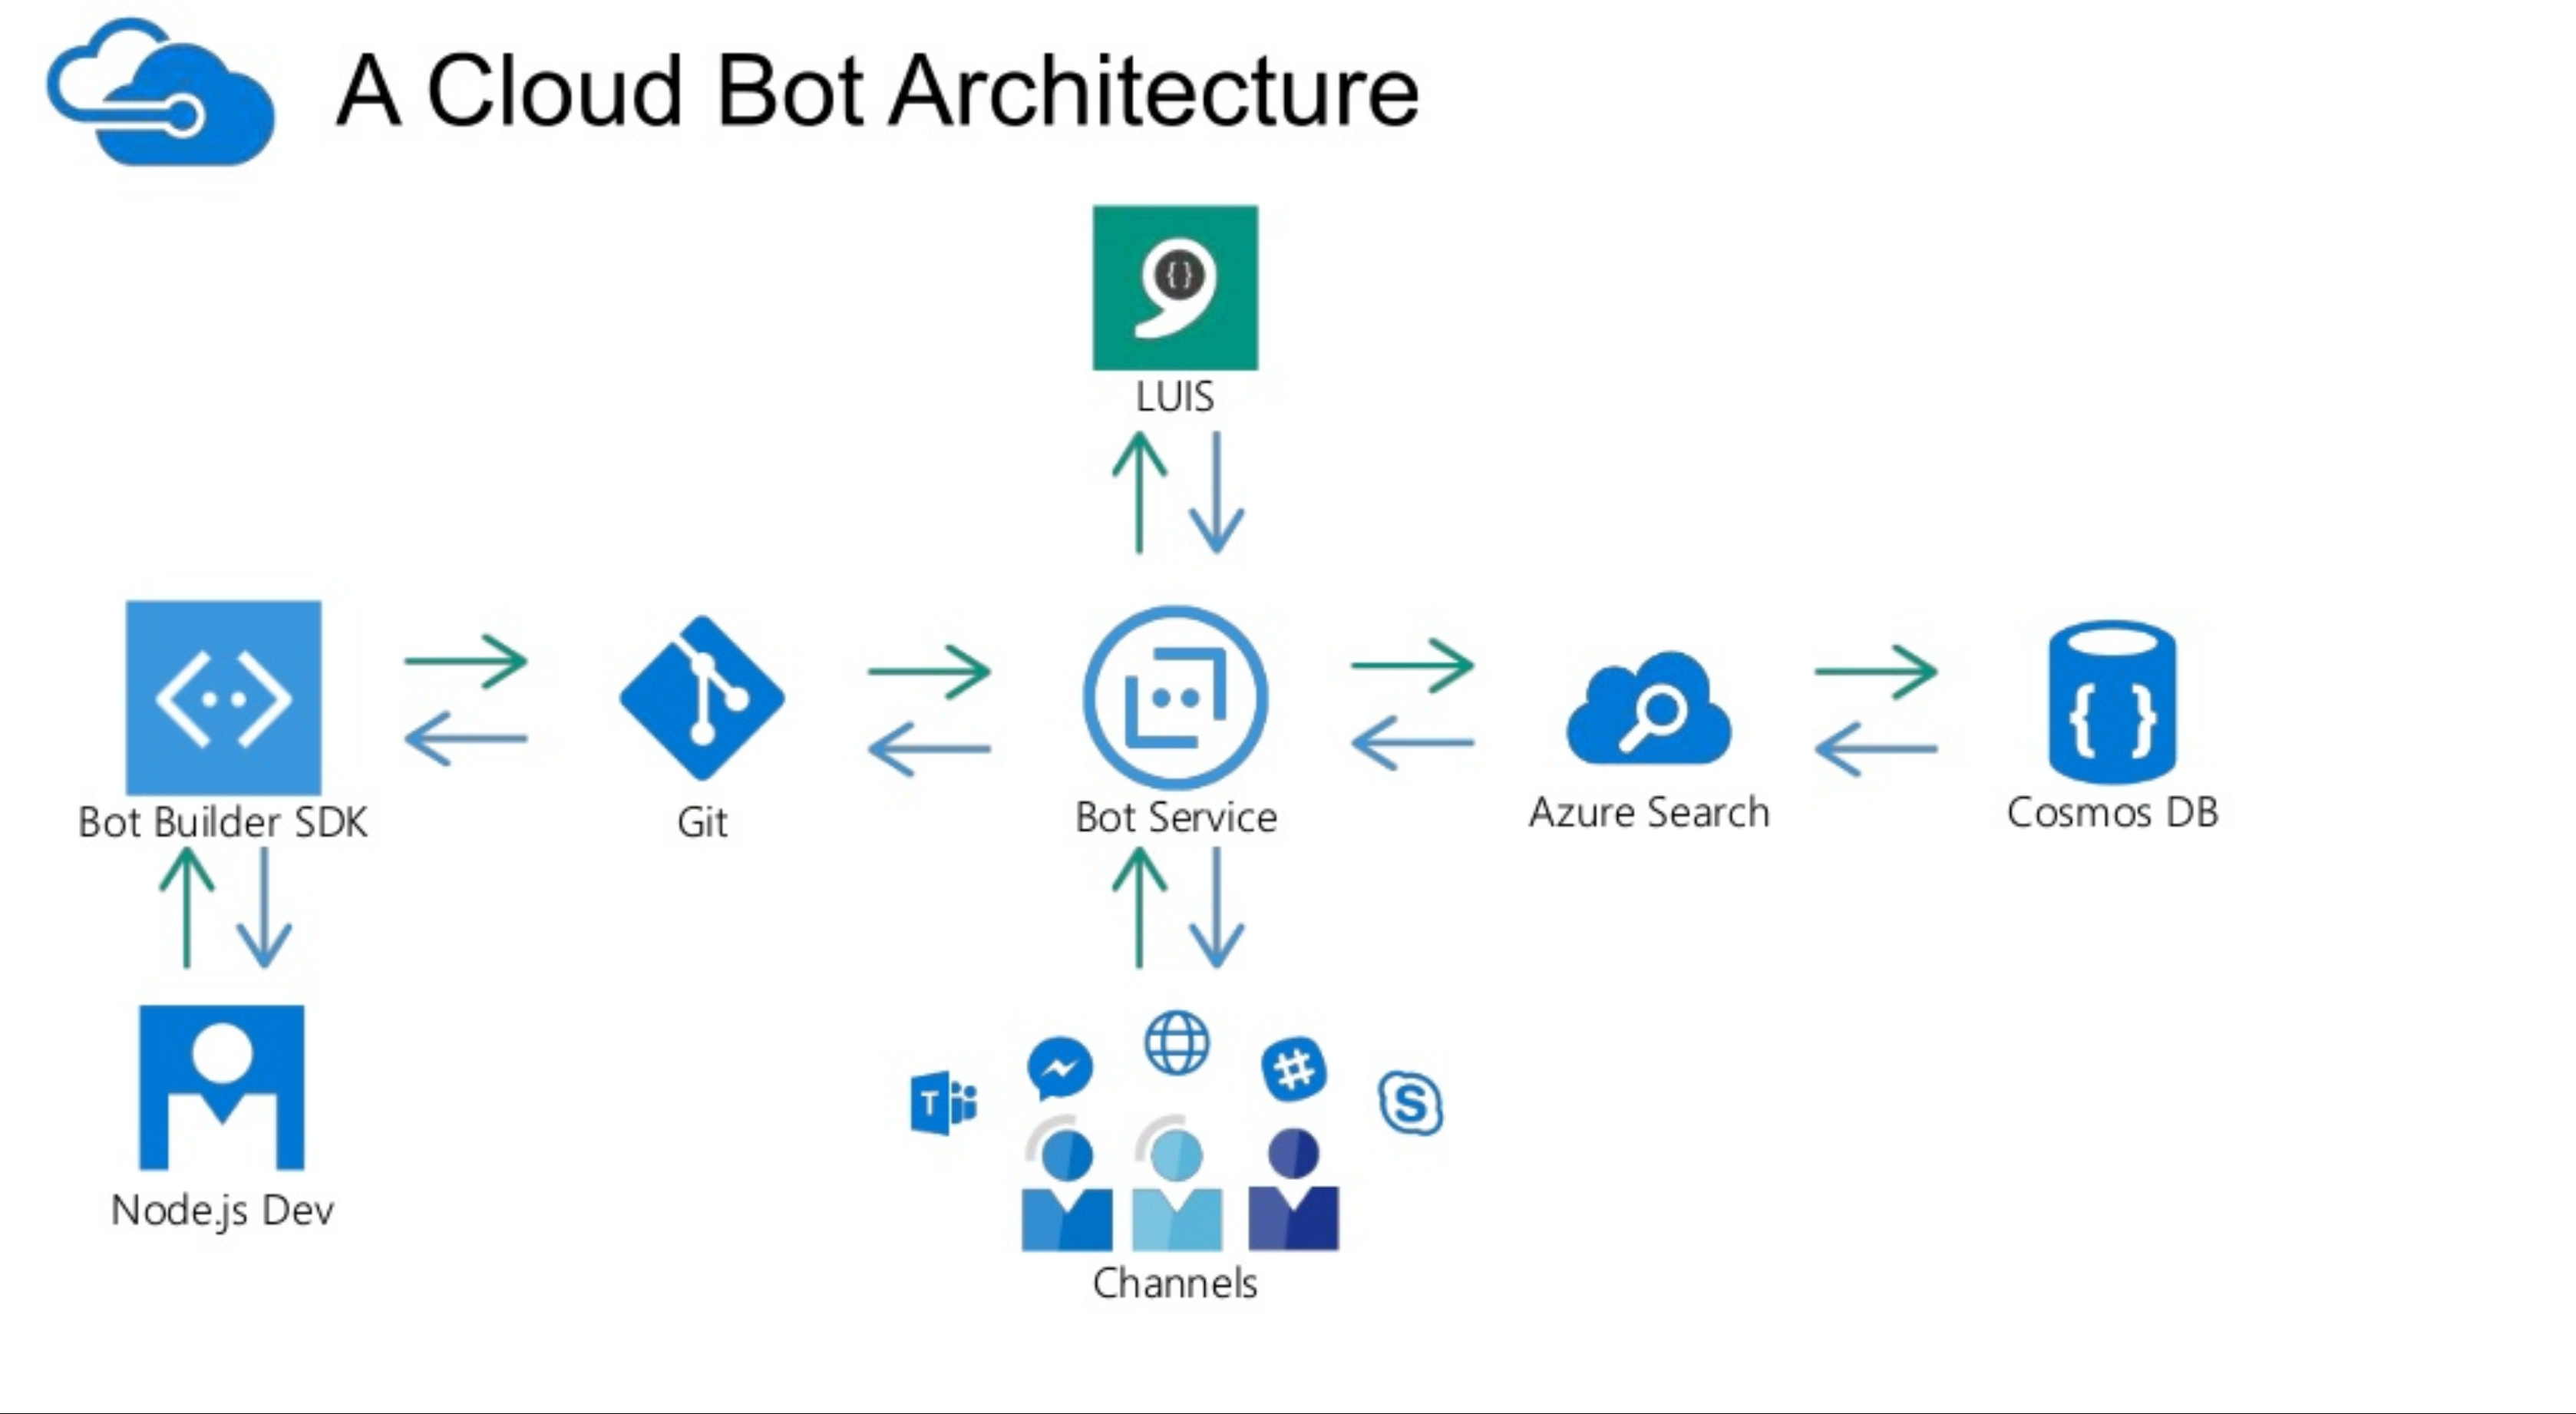 A Cloud Bot Architecture
LUIS
Bot Builder SDK
Git
Bot Service
Azure Search
Cosmos DB
Node.js Dev
T
S
Channels